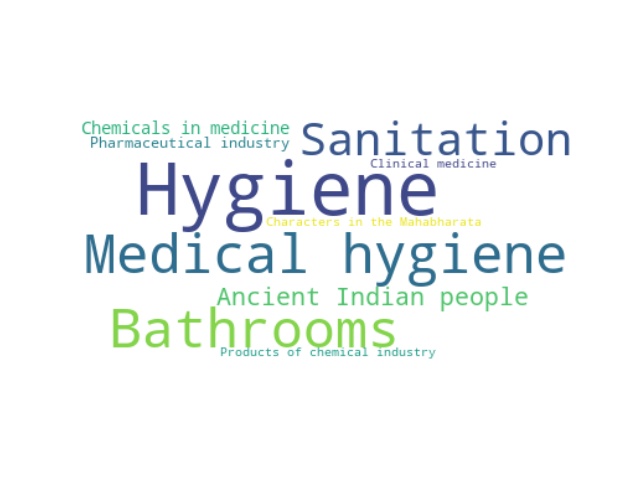 Chemicals in medicine
Sanitation
Pharmaceutical industry
Clinical medicine
Hygiene
Characters in the Mahabharata
Medical hygiene
Ancient Indian people
Bathrooms
Products of chemical industry